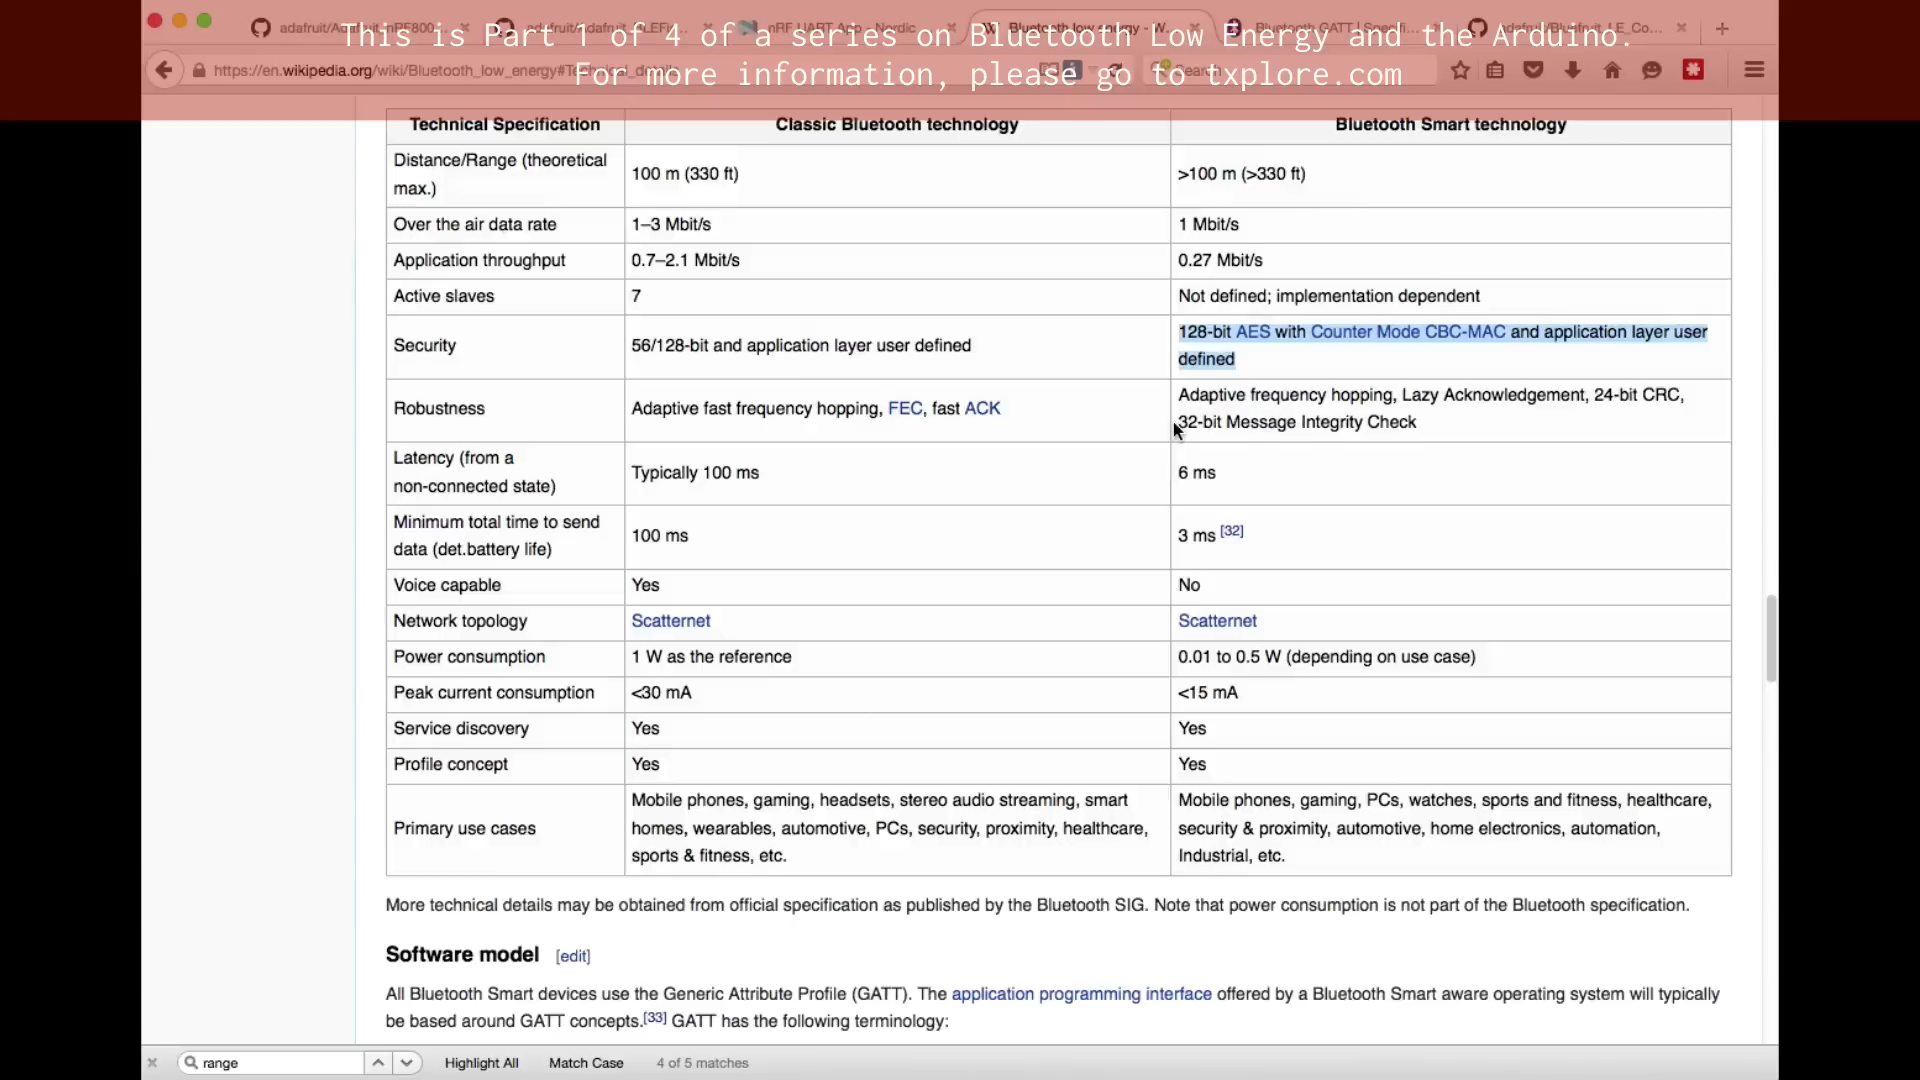 This is Part 1 of 4 of a series on Bluetooth Low Energy and the Arduino.
For more information, please go to txplore.com
https://en.wikipedia.org/wiki/Bluetooth_low_energy#Technical_details
Technical Specification Classic Bluetooth technology Bluetooth Smart technology
Distance/Range (theoretical
max.) 100 m (330 ft) >100 m (>330 ft)
Over the air data rate 1–3 Mbit/s 1 Mbit/s
Application throughput 0.7–2.1 Mbit/s 0.27 Mbit/s
Active slaves 7 Not defined; implementation dependent
Security 56/128-bit and application layer user defined 128-bit AES with Counter Mode CBC-MAC and application layer user
defined
Robustness Adaptive fast frequency hopping, FEC, fast ACK Adaptive frequency hopping, Lazy Acknowledgement, 24-bit CRC,
32-bit Message Integrity Check
Latency (from a
non-connected state) Typically 100 ms 6 ms
Minimum total time to send
data (det.battery life) 100 ms 3 ms [32]
Voice capable Yes No
Network topology Scatternet Scatternet
Power consumption 1 W as the reference 0.01 to 0.5 W (depending on use case)
Peak current consumption <30 mA <15 mA
Service discovery Yes Yes
Profile concept Yes Yes
Primary use cases Mobile phones, gaming, headsets, stereo audio streaming, smart
homes, wearables, automotive, PCs, security, proximity, healthcare,
sports & fitness, etc. Mobile phones, gaming, PCs, watches, sports and fitness, healthcare,
security & proximity, automotive, home electronics, automation,
Industrial, etc.
More technical details may be obtained from official specification as published by the Bluetooth SIG. Note that power consumption is not part of the Bluetooth specification.
Software model [edit]
All Bluetooth Smart devices use the Generic Attribute Profile (GATT). The application programming interface offered by a Bluetooth Smart aware operating system will typically
be based around GATT concepts.[33] GATT has the following terminology:
range Highlight All Match Case 4 of 5 matches